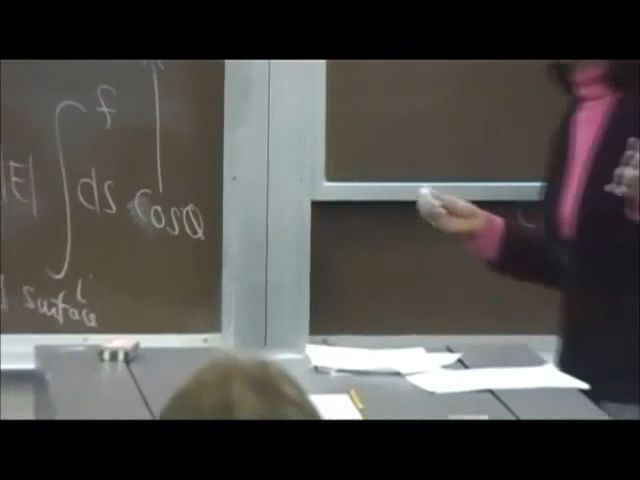 f
|E| ∫ ds cosθ
i
surface